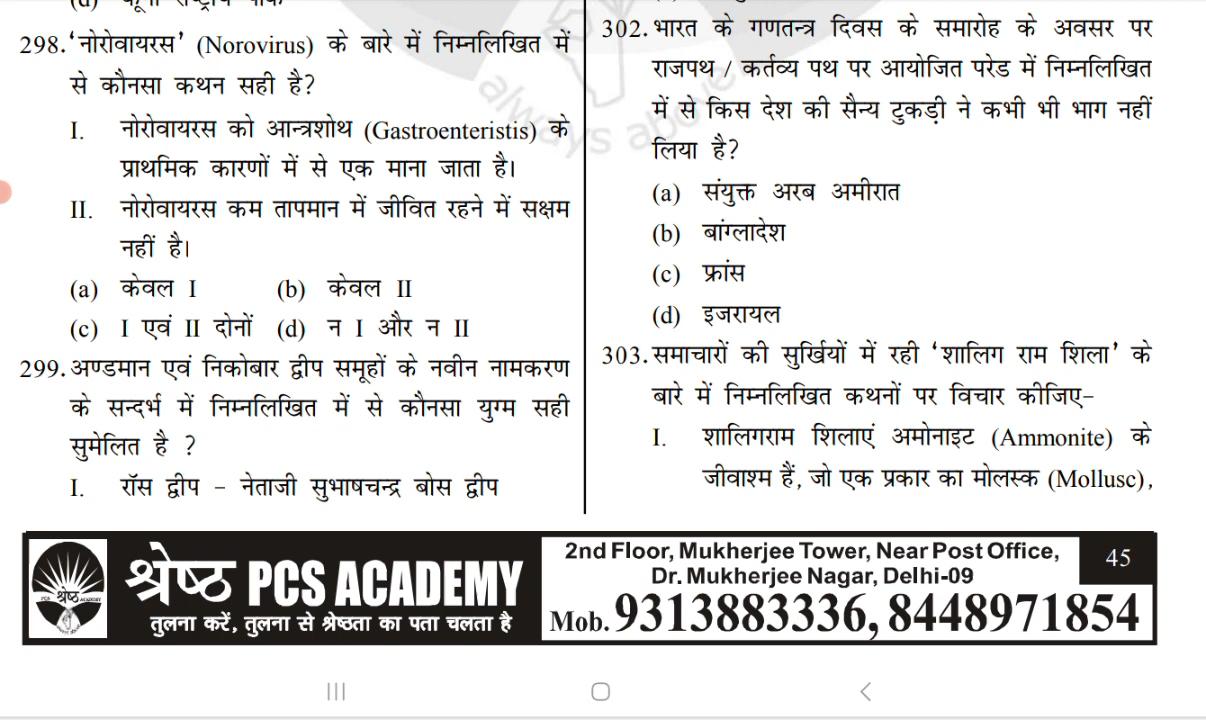 298. 'नोरोवायरस' (Norovirus) के बारे में निम्नलिखित में
से कौनसा कथन सही है?
I. नोरोवायरस को आन्त्रशोथ (Gastroenteristis) के
प्राथमिक कारणों में से एक माना जाता है।
II. नोरोवायरस कम तापमान में जीवित रहने में सक्षम
नहीं है।
(a) केवल I (b) केवल II
(c) I एवं II दोनों (d) न I और न II
299. अण्डमान एवं निकोबार द्वीप समूहों के नवीन नामकरण
के सन्दर्भ में निम्नलिखित में से कौनसा युग्म सही
सुमेलित है ?
I. रॉस द्वीप - नेताजी सुभाषचन्द्र बोस द्वीप
302. भारत के गणतन्त्र दिवस के समारोह के अवसर पर
राजपथ / कर्तव्य पथ पर आयोजित परेड में निम्नलिखित
में से किस देश की सैन्य टुकड़ी ने कभी भी भाग नहीं
लिया है?
(a) संयुक्त अरब अमीरात
(b) बांग्लादेश
(c) फ्रांस
(d) इजरायल
303. समाचारों की सुर्खियों में रही 'शालिग राम शिला' के
बारे में निम्नलिखित कथनों पर विचार कीजिए-
I. शालिगराम शिलाएं अमोनाइट (Ammonite) के
जीवाश्म हैं, जो एक प्रकार का मोलस्क (Mollusc),
always above
PCS श्रेष्ठ ACADEMY
श्रेष्ठ PCS ACADEMY
तुलना करें, तुलना से श्रेष्ठता का पता चलता है
2nd Floor, Mukherjee Tower, Near Post Office,
Dr. Mukherjee Nagar, Delhi-09
Mob. 9313883336, 8448971854
45